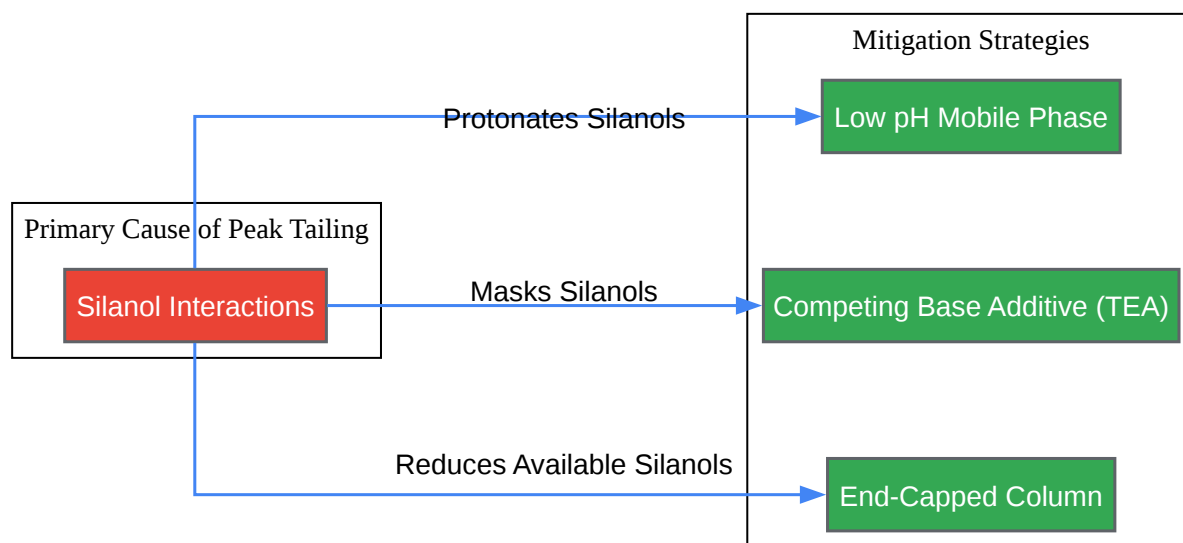 Mitigation Strategies
Protonates Silanols
Low pH Mobile Phase
Primary Cause of Peak Tailing
Silanol Interactions
Masks Silanols
Competing Base Additive (TEA)
Reduces Available Silanols
End-Capped Column